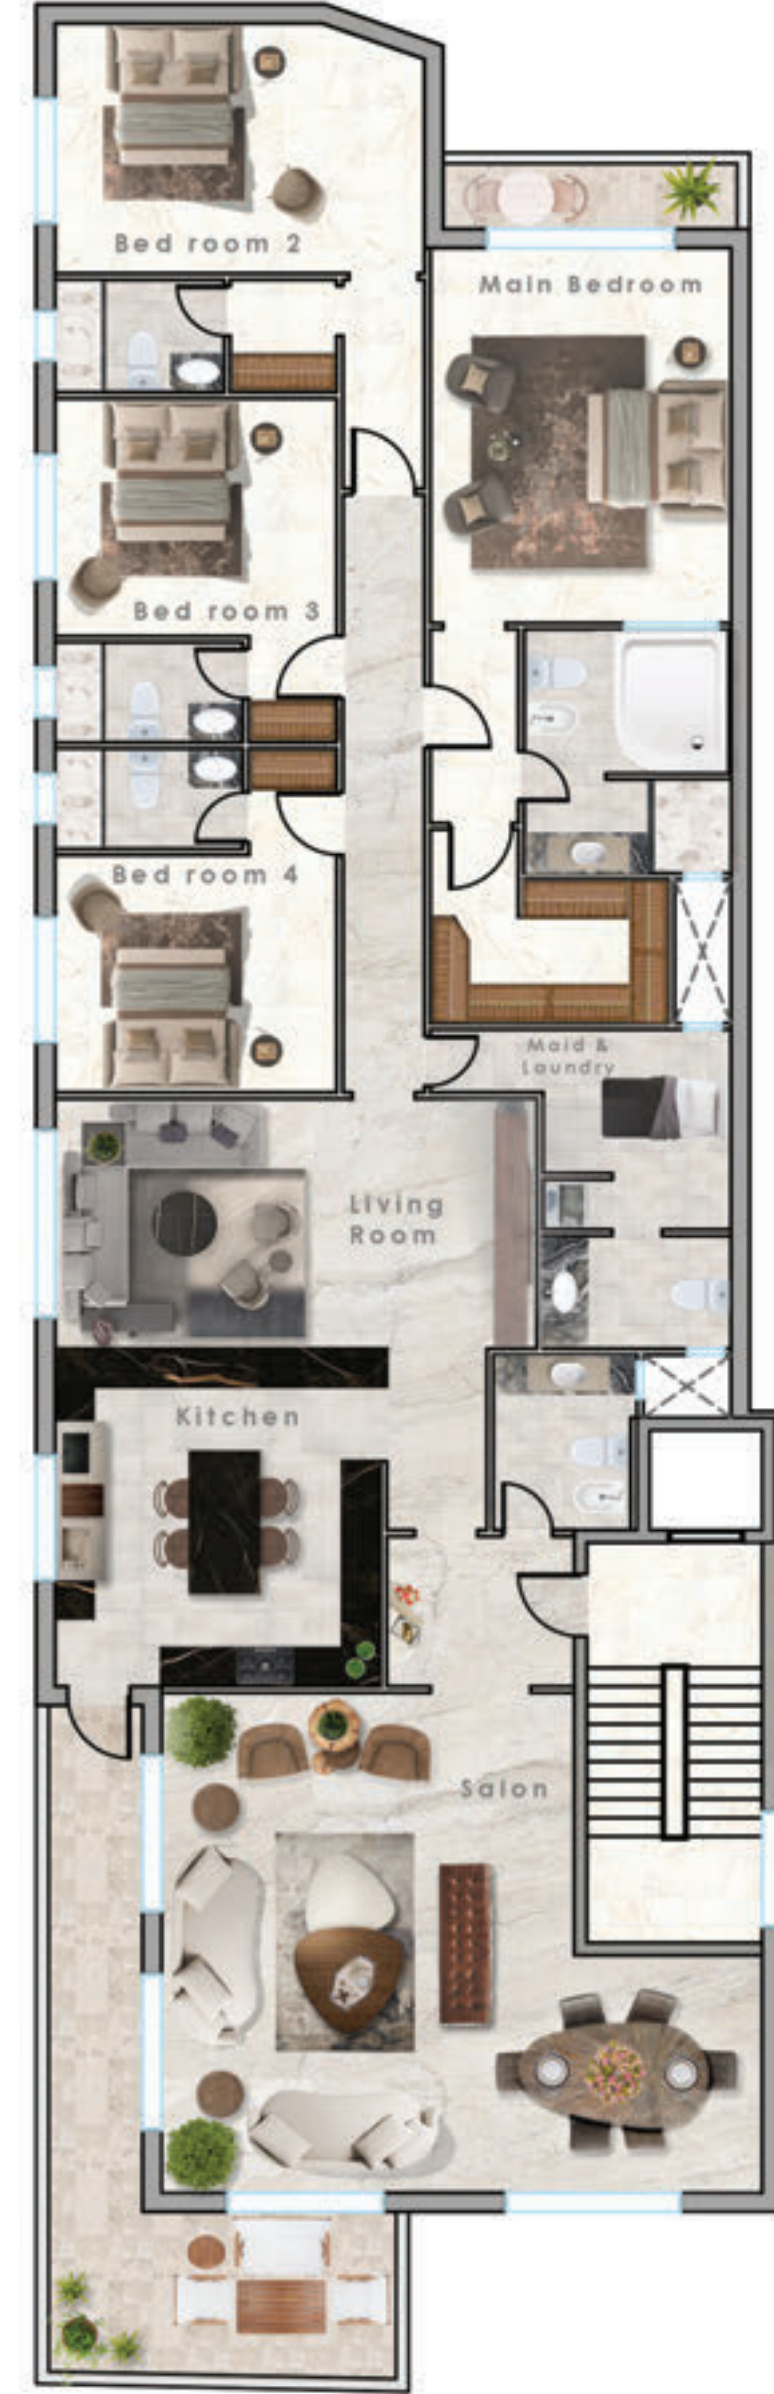 Bed room 2
Main Bedroom
Bed room 3
Bed room 4
Maid &
Laundry
Living
Room
Kitchen
Salon